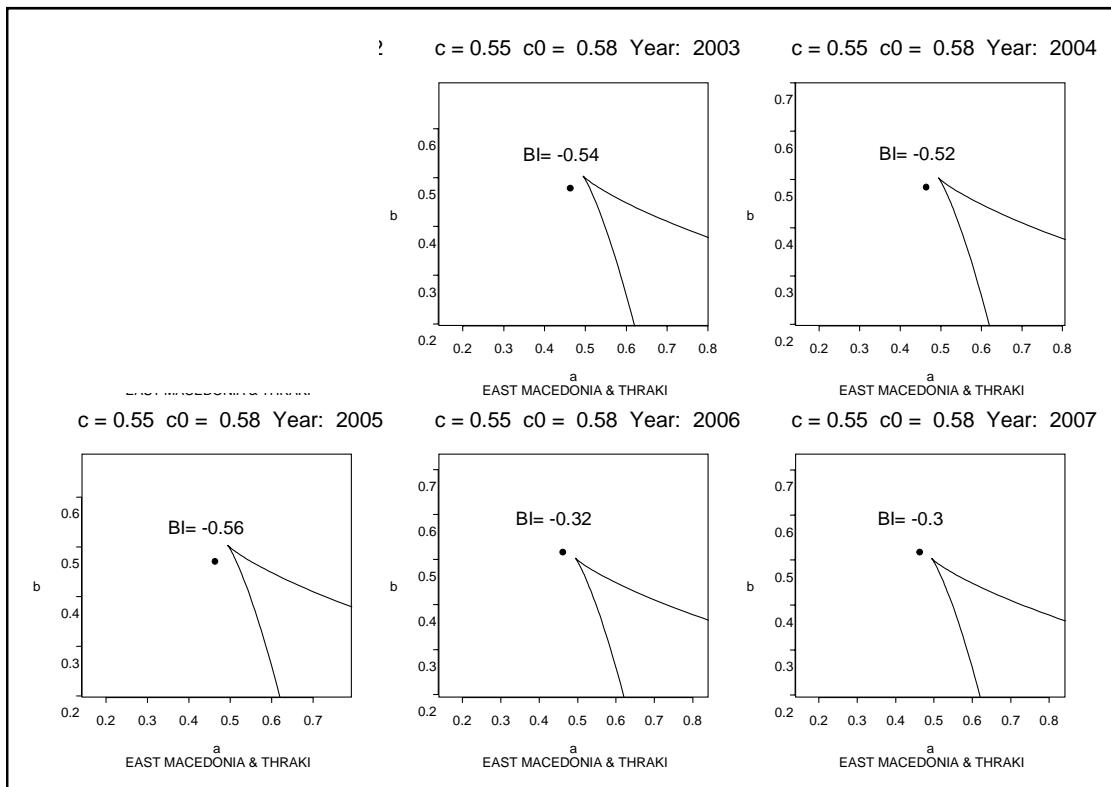 2 c = 0.55 c0 = 0.58 Year: 2003 c = 0.55 c0 = 0.58 Year: 2004
BI= -0.54
b
0.6
0.5
0.4
0.3
0.2
0.2 0.3 0.4 0.5 0.6 0.7 0.8
a
EAST MACEDONIA & THRAKI
BI= -0.52
b
0.7
0.6
0.5
0.4
0.3
0.2
0.2 0.3 0.4 0.5 0.6 0.7 0.8
a
EAST MACEDONIA & THRAKI
EAST MACEDONIA & THRAKI
c = 0.55 c0 = 0.58 Year: 2005 c = 0.55 c0 = 0.58 Year: 2006 c = 0.55 c0 = 0.58 Year: 2007
BI= -0.56
b
0.6
0.5
0.4
0.3
0.2
0.2 0.3 0.4 0.5 0.6 0.7
a
EAST MACEDONIA & THRAKI
BI= -0.32
b
0.7
0.6
0.5
0.4
0.3
0.2
0.2 0.3 0.4 0.5 0.6 0.7 0.8
a
EAST MACEDONIA & THRAKI
BI= -0.3
b
0.7
0.6
0.5
0.4
0.3
0.2
0.2 0.3 0.4 0.5 0.6 0.7 0.8
a
EAST MACEDONIA & THRAKI